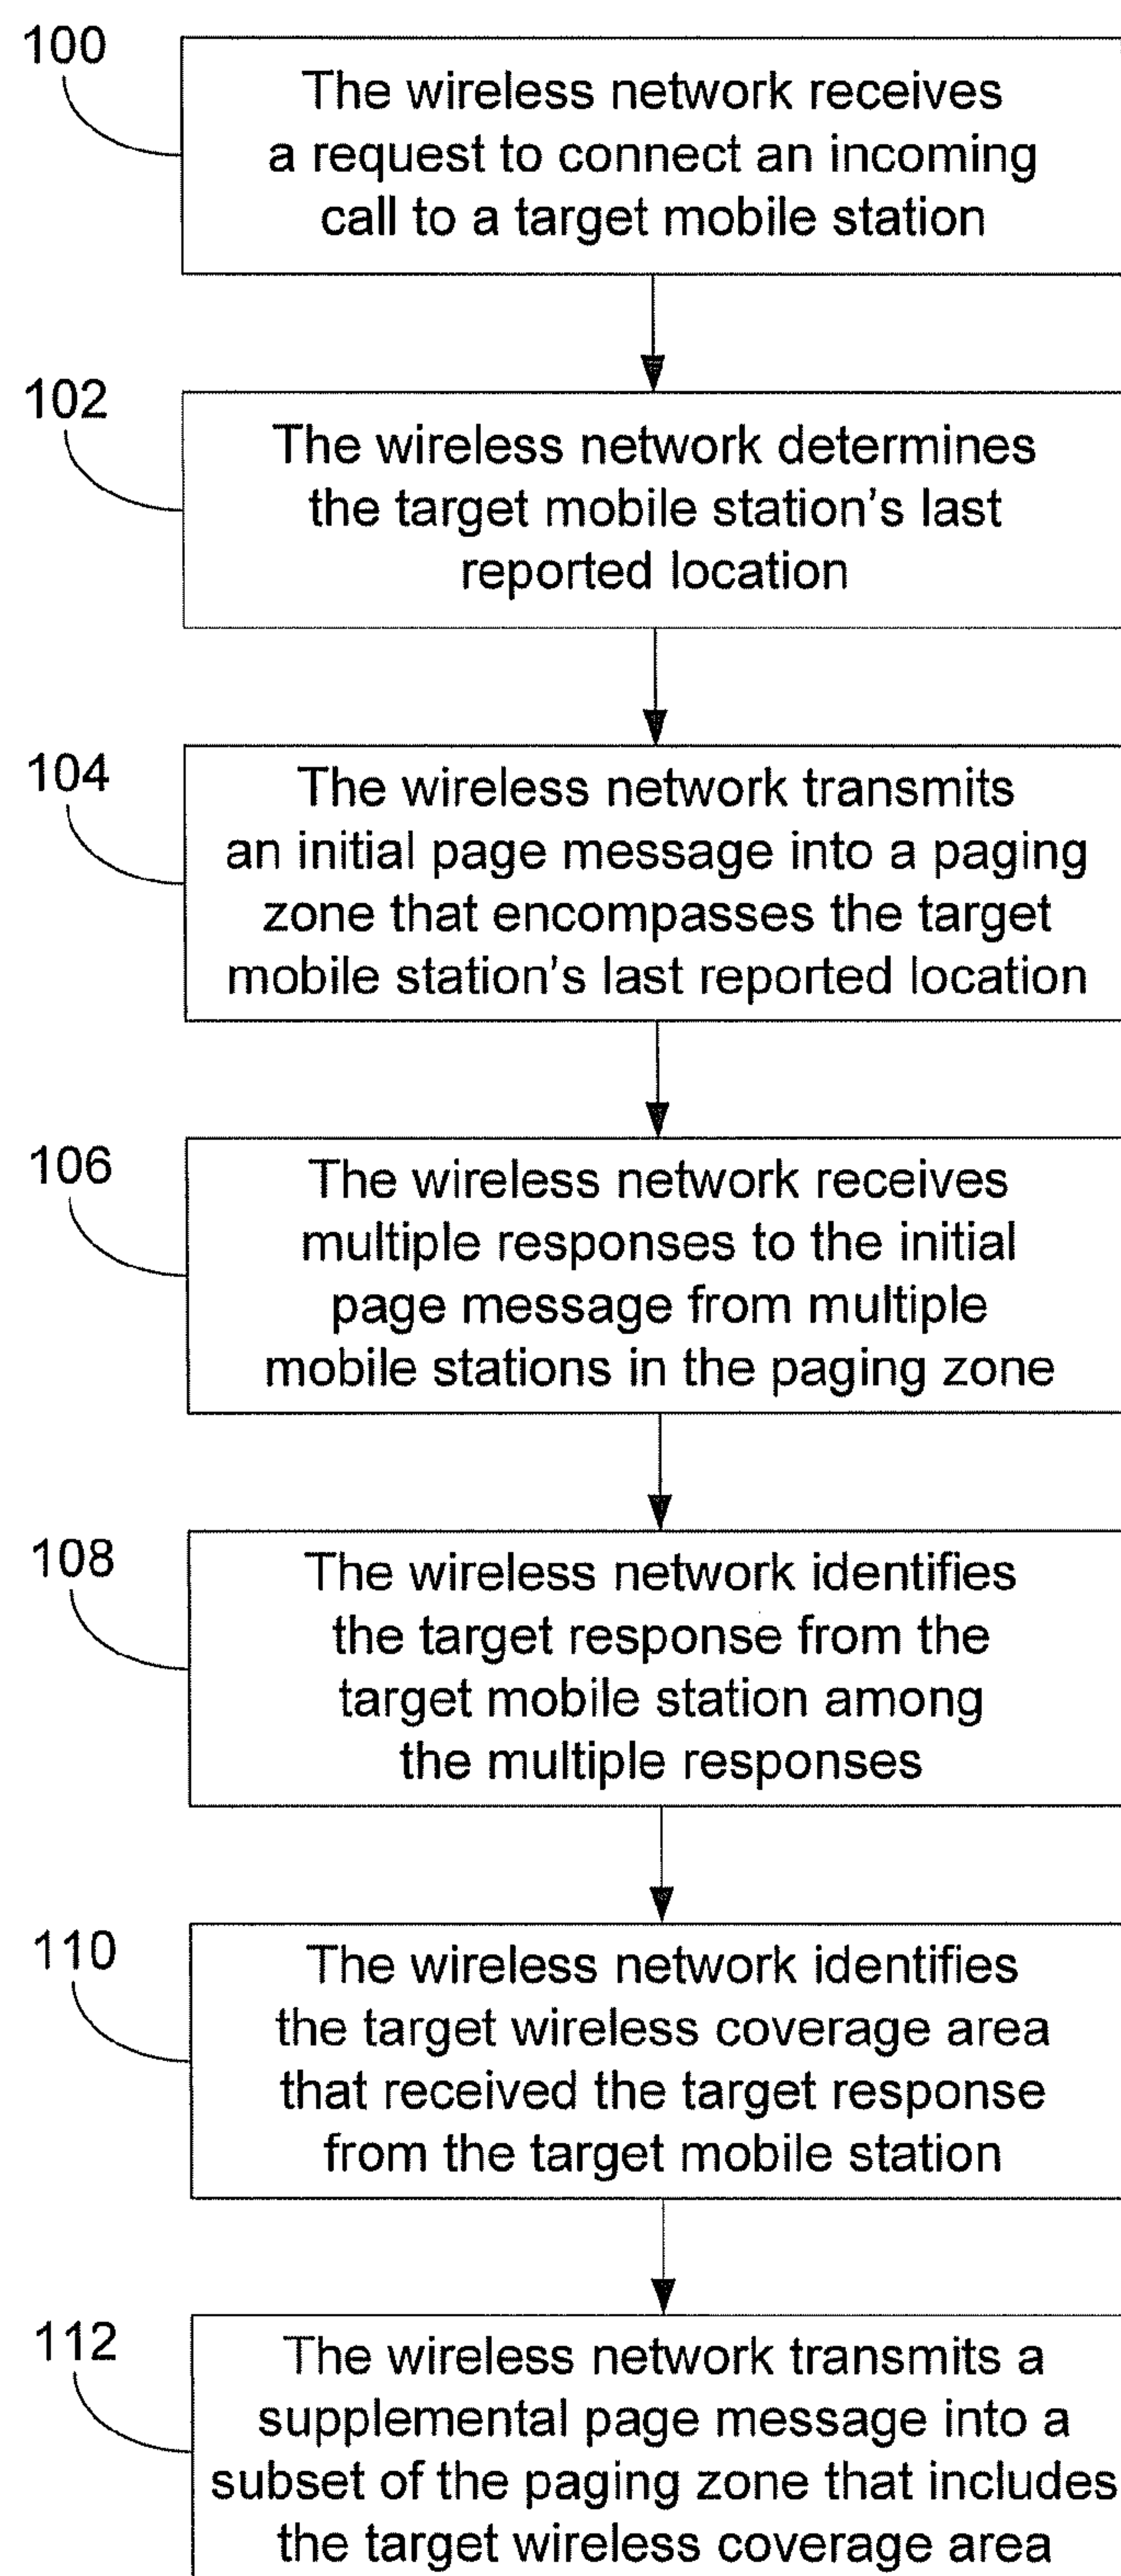 100
The wireless network receives
a request to connect an incoming
call to a target mobile station
102
The wireless network determines
the target mobile station's last
reported location
104
The wireless network transmits
an initial page message into a paging
zone that encompasses the target
mobile station's last reported location
106
The wireless network receives
multiple responses to the initial
page message from multiple
mobile stations in the paging zone
108
The wireless network identifies
the target response from the
target mobile station among
the multiple responses
110
The wireless network identifies
the target wireless coverage area
that received the target response
from the target mobile station
112
The wireless network transmits a
supplemental page message into a
subset of the paging zone that includes
the target wireless coverage area